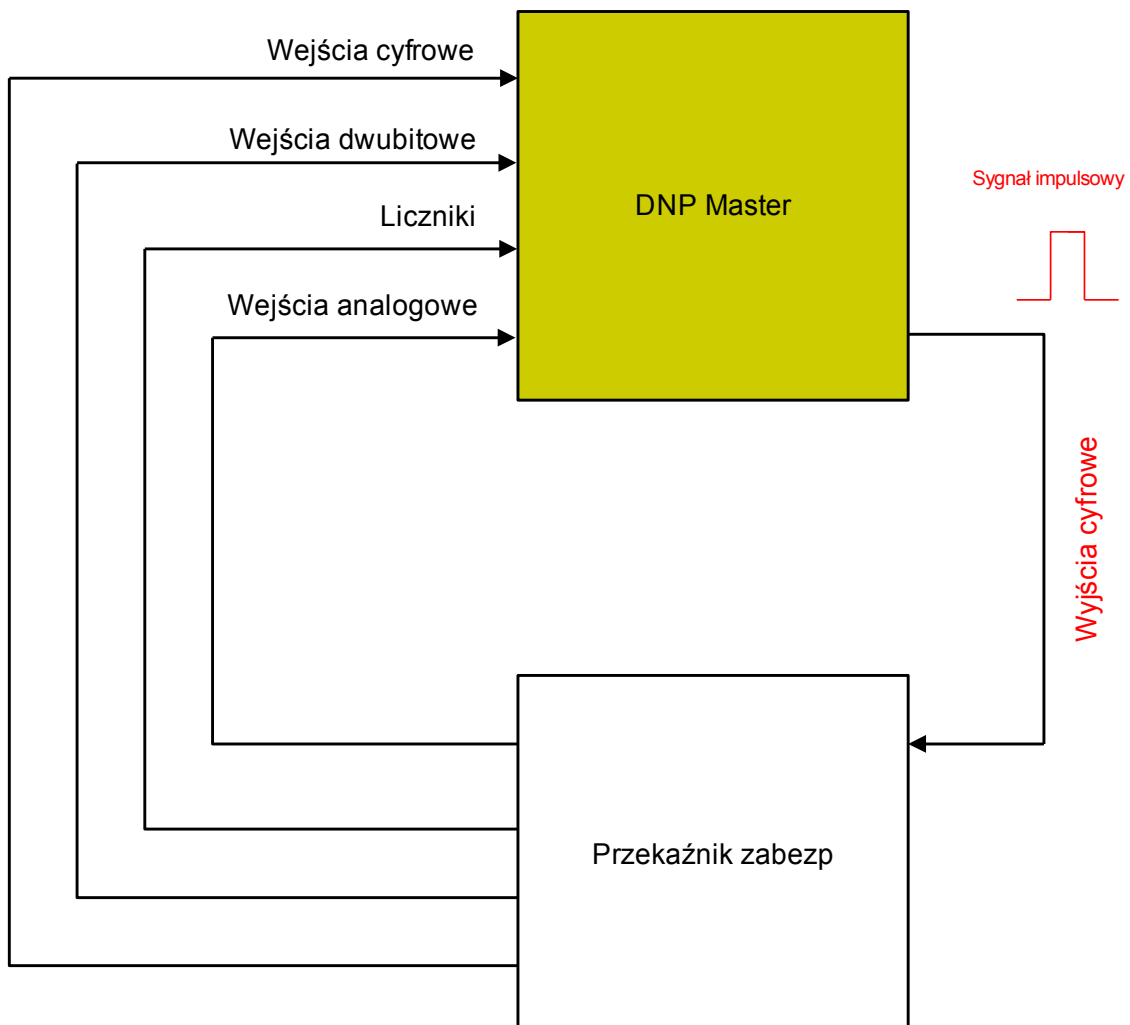 Wejścia cyfrowe
Wejścia dwubitowe
Liczniki
Wejścia analogowe
DNP Master
Sygnał impulsowy
Wyjścia cyfrowe
Przekaźnik zabezp